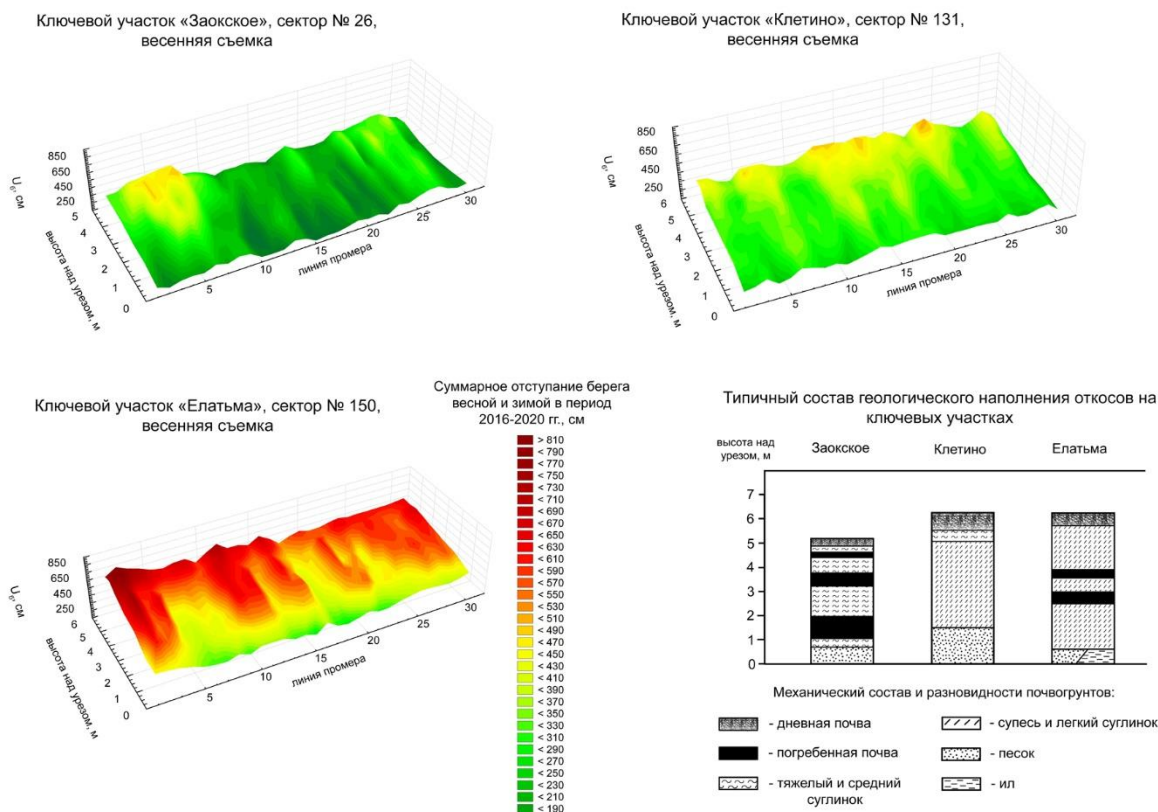 Ключевой участок «Заокское», сектор № 26,
весенняя съемка
850
650
450
250
U₆, см
5
4
3
2
1
0
высота над урезом, м
5
10
15
20
25
30
линия промера
Ключевой участок «Клетино», сектор № 131,
весенняя съемка
850
650
450
250
U₆, см
6
5
4
3
2
1
0
высота над урезом, м
5
10
15
20
25
30
линия промера
Ключевой участок «Елатьма», сектор № 150,
весенняя съемка
850
650
450
250
U₆, см
6
5
4
3
2
1
0
высота над урезом, м
5
10
15
20
25
30
линия промера
Суммарное отступание берега
весной и зимой в период
2016-2020 гг., см
> 810
< 790
< 770
< 750
< 730
< 710
< 690
< 670
< 650
< 630
< 610
< 590
< 570
< 550
< 530
< 510
< 490
< 470
< 450
< 430
< 410
< 390
< 370
< 350
< 330
< 310
< 290
< 270
< 250
< 230
< 210
< 190
Типичный состав геологического наполнения откосов на
ключевых участках
высота над
урезом, м
Заокское
Клетино
Елатьма
7
6
5
4
3
2
1
0
Механический состав и разновидности почвогрунтов:
- дневная почва
- погребенная почва
- тяжелый и средний
суглинок
- супесь и легкий суглинок
- песок
- ил